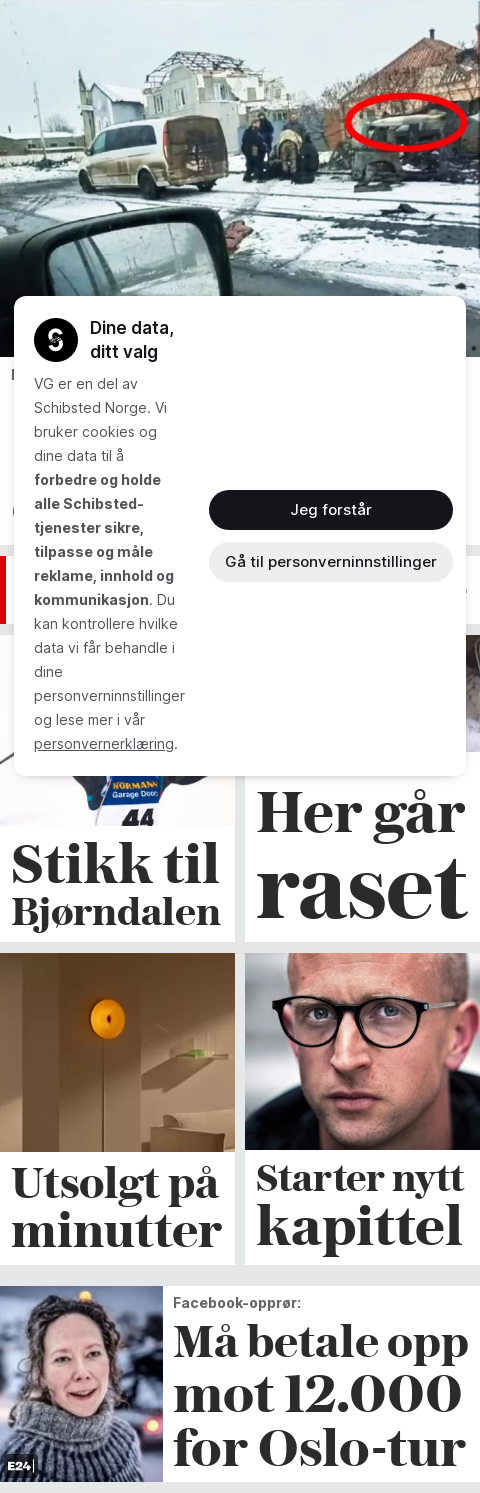 Dine data,
ditt valg
VG er en del av
Schibsted Norge. Vi
bruker cookies og
dine data til å
forbedre og holde
alle Schibsted-
tjenester sikre,
tilpasse og måle
reklame, innhold og
kommunikasjon. Du
kan kontrollere hvilke
data vi får behandle i
dine
personverninnstillinger
og lese mer i vår
personvernerklæring.
Jeg forstår
Gå til personverninnstillinger
HÖRMANN
Garage Doors
44
Stikk til
Bjørndalen
Her går
raset
Utsolgt på
minutter
Starter nytt
kapittel
Facebook-opprør:
Må betale opp
mot 12.000
for Oslo-tur
E24